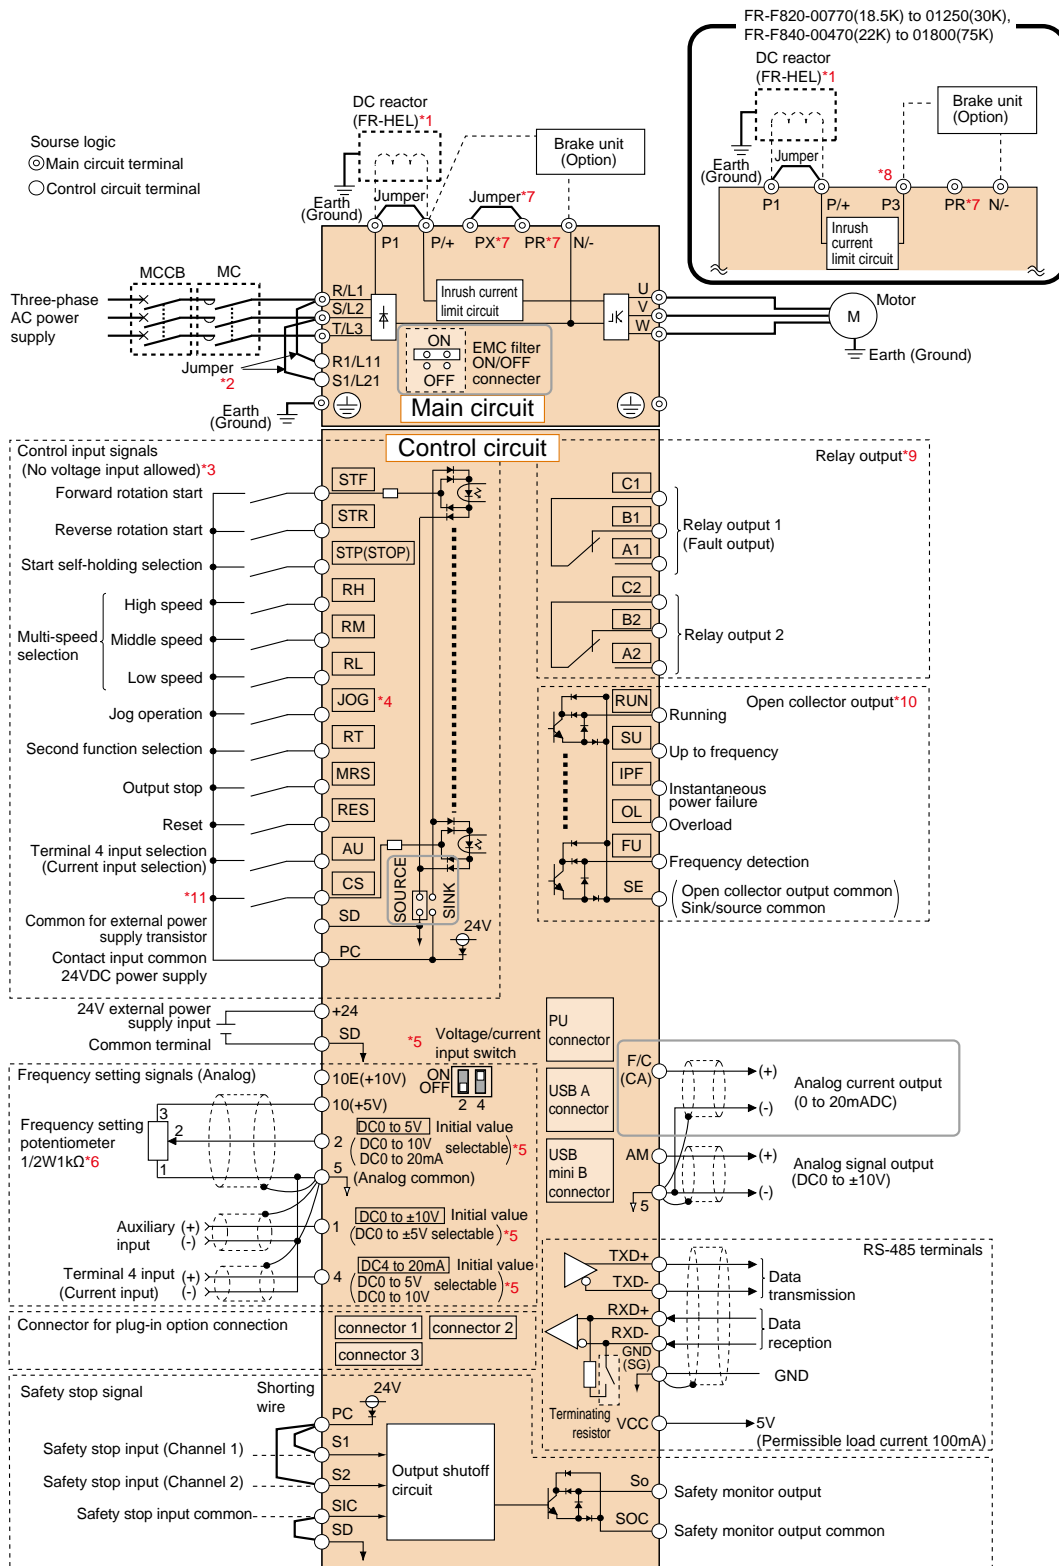 FR-F820-00770(18.5K) to 01250(30K),
FR-F840-00470(22K) to 01800(75K)
DC reactor
(FR-HEL)*1
Brake unit
(Option)
Earth
(Ground)
Jumper
*8
P1
P/+
P3
PR*7
N/-
Inrush
current
limit circuit
Sourse logic
Main circuit terminal
Control circuit terminal
DC reactor
(FR-HEL)*1
Brake unit
(Option)
Earth
(Ground)
Jumper
Jumper*7
P1
P/+
PX*7
PR*7
N/-
MCCB
MC
Three-phase
AC power
supply
R/L1
S/L2
T/L3
R1/L11
S1/L21
Jumper
*2
Earth
(Ground)
Inrush current
limit circuit
ON
OFF
EMC filter
ON/OFF
connecter
U
V
W
Motor
M
Earth (Ground)
Main circuit
Control circuit
Control input signals
(No voltage input allowed)*3
Forward rotation start
STF
Reverse rotation start
STR
Start self-holding selection
STP(STOP)
Multi-speed
selection
High speed
RH
Middle speed
RM
Low speed
RL
Jog operation
JOG
*4
Second function selection
RT
Output stop
MRS
Reset
RES
Terminal 4 input selection
(Current input selection)
AU
*11
CS
SOURCE
SINK
Common for external power
supply transistor
SD
Contact input common
24VDC power supply
PC
24V
Relay output*9
C1
B1
A1
Relay output 1
(Fault output)
C2
B2
A2
Relay output 2
Open collector output*10
RUN
Running
SU
Up to frequency
IPF
Instantaneous
power failure
OL
Overload
FU
Frequency detection
SE
Open collector output common
Sink/source common
24V external power
supply input
Common terminal
+24
SD
*5
Voltage/current
input switch
ON
OFF
2 4
PU
connector
USB A
connector
USB
mini B
connector
Frequency setting signals (Analog)
10E(+10V)
10(+5V)
Frequency setting
potentiometer
1/2W1kΩ*6
3
2
1
2
DC0 to 5V Initial value
(DC0 to 10V
DC0 to 20mA selectable)*5
5
(Analog common)
Auxiliary
input
(+)
(-)
1
DC0 to ±10V Initial value
(DC0 to ±5V selectable)*5
Terminal 4 input
(Current input)
(+)
(-)
4
DC4 to 20mA Initial value
(DC0 to 5V
DC0 to 10V selectable)*5
F/C
(CA)
(+)
(-)
Analog current output
(0 to 20mADC)
AM
5
(+)
(-)
Analog signal output
(DC0 to ±10V)
Connector for plug-in option connection
connector 1
connector 2
connector 3
RS-485 terminals
TXD+
TXD-
Data
transmission
RXD+
RXD-
Data
reception
GND
(SG)
GND
Terminating
resistor
VCC
5V
(Permissible load current 100mA)
Safety stop signal
Shorting
wire
24V
PC
Safety stop input (Channel 1)
S1
Safety stop input (Channel 2)
S2
Safety stop input common
SIC
SD
Output shutoff
circuit
So
Safety monitor output
SOC
Safety monitor output common